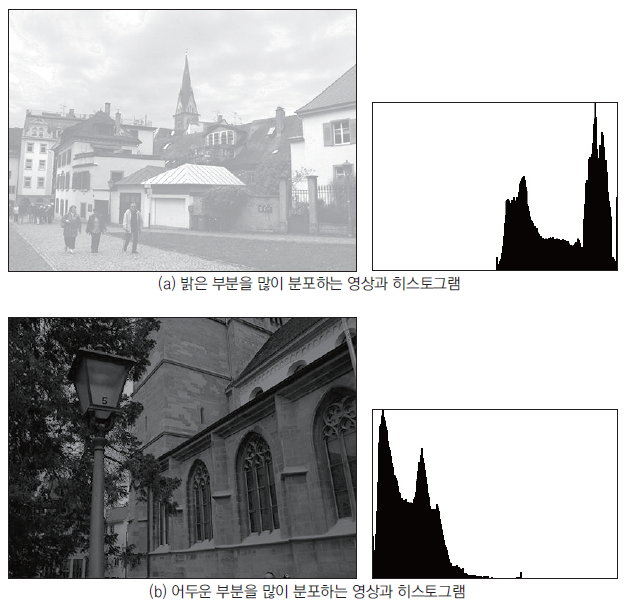 (a) 밝은 부분을 많이 분포하는 영상과 히스토그램
5
(b) 어두운 부분을 많이 분포하는 영상과 히스토그램